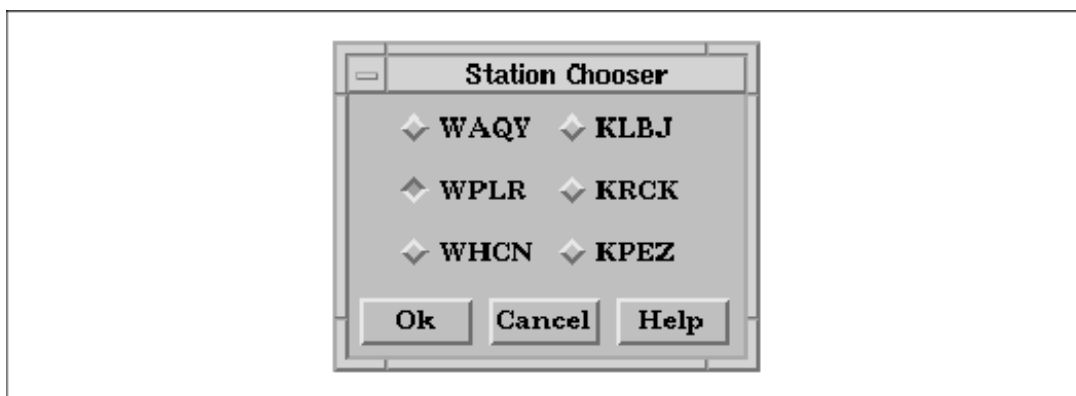 Station Chooser
WAQY KLBJ
WPLR KRCK
WHCN KPEZ
Ok Cancel Help